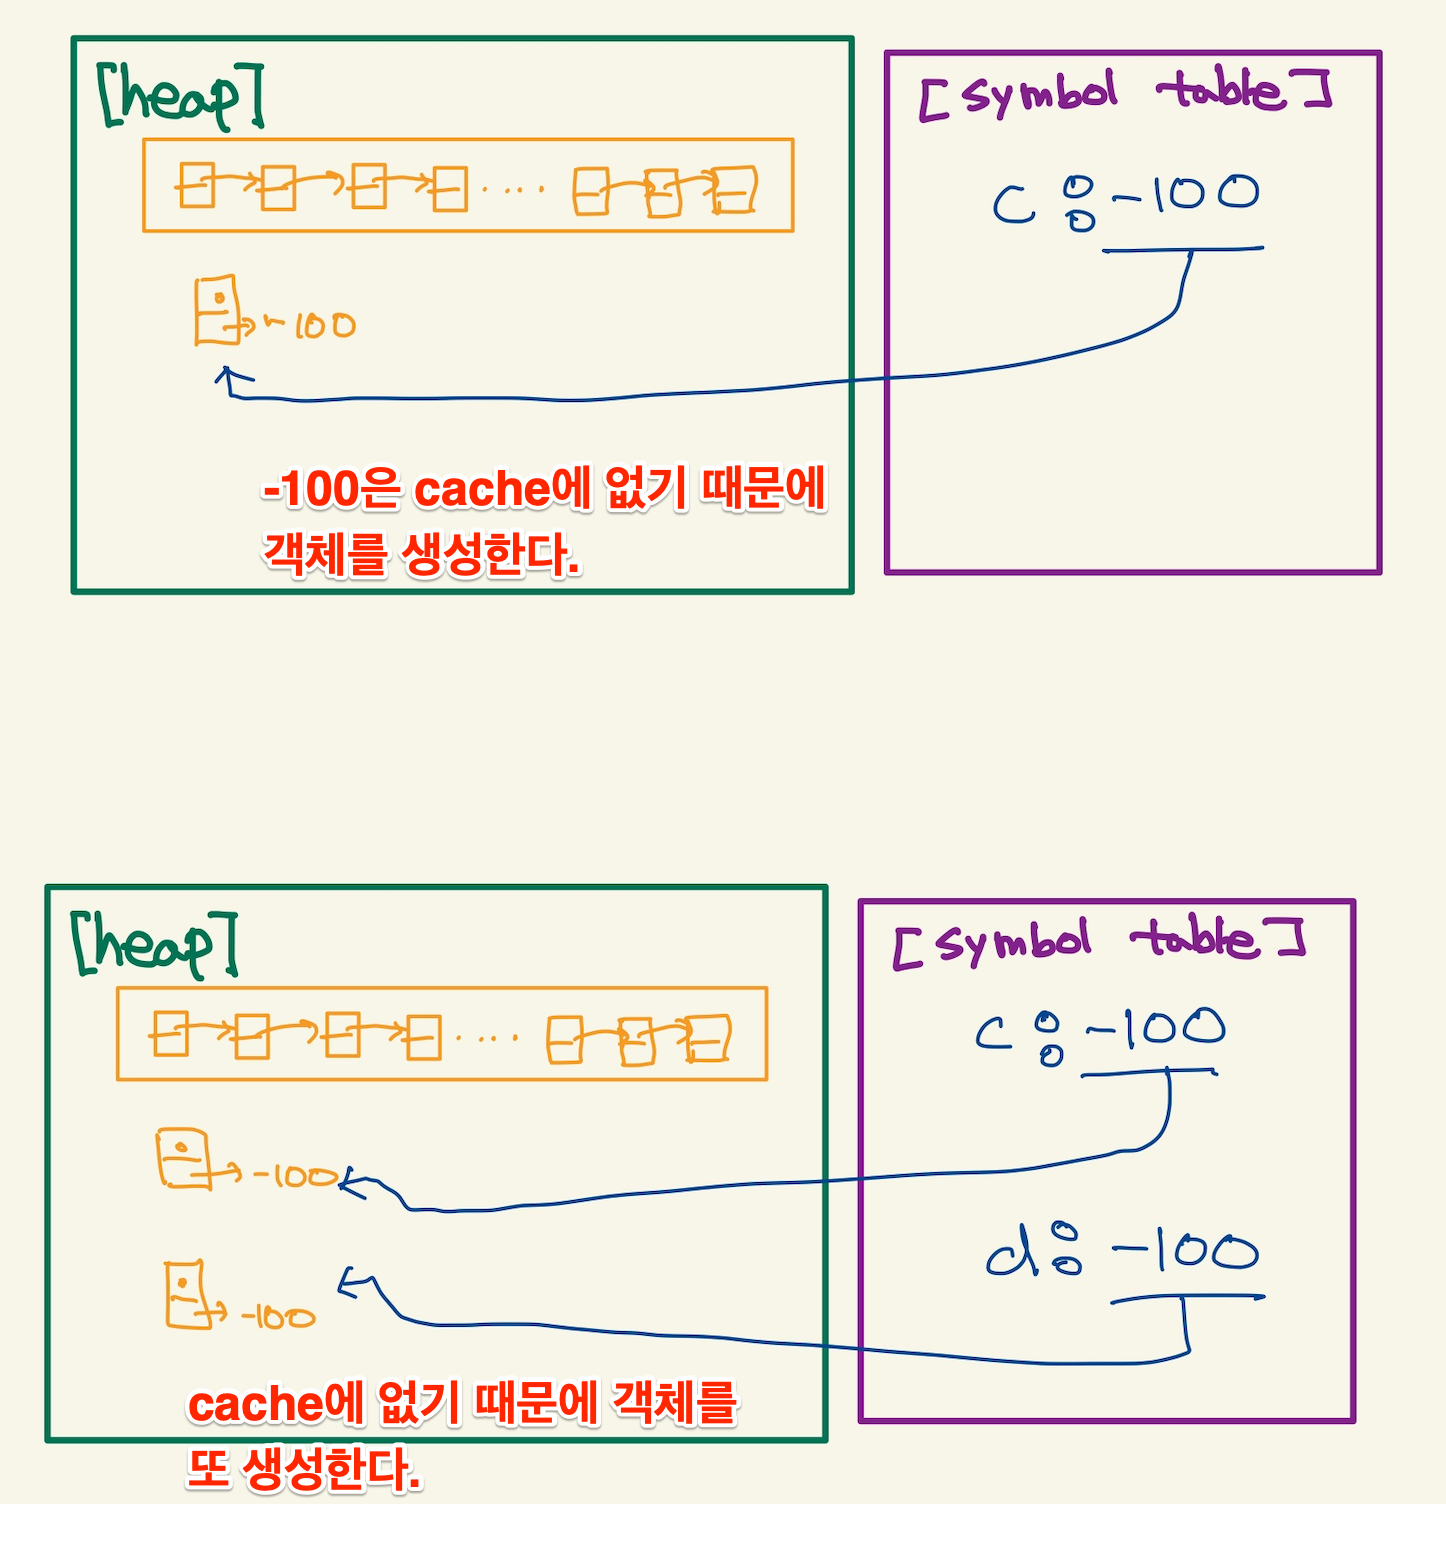 [heap]
[symbol table]
c: -100
-100
-100은 cache에 없기 때문에
객체를 생성한다.
[heap]
[symbol table]
c: -100
-100
d: -100
-100
cache에 없기 때문에 객체를
또 생성한다.